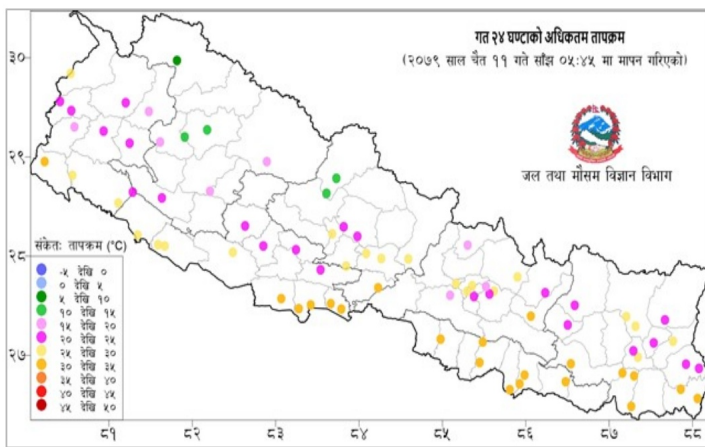 गत २४ घण्टाको अधिकतम तापक्रम
(२०७९ साल चैत ११ गते साँझ ०५:४५ मा मापन गरिएको)
जल तथा मौसम विज्ञान विभाग
३०
२९
२८
२७
संकेत: तापक्रम (°C)
-५ देखि ०
० देखि ५
५ देखि १०
१० देखि १५
१५ देखि २०
२० देखि २५
२५ देखि ३०
३० देखि ३५
३५ देखि ४०
४० देखि ४५
४५ देखि ५०
८१ ८२ ८३ ८४ ८५ ८६ ८७ ८८